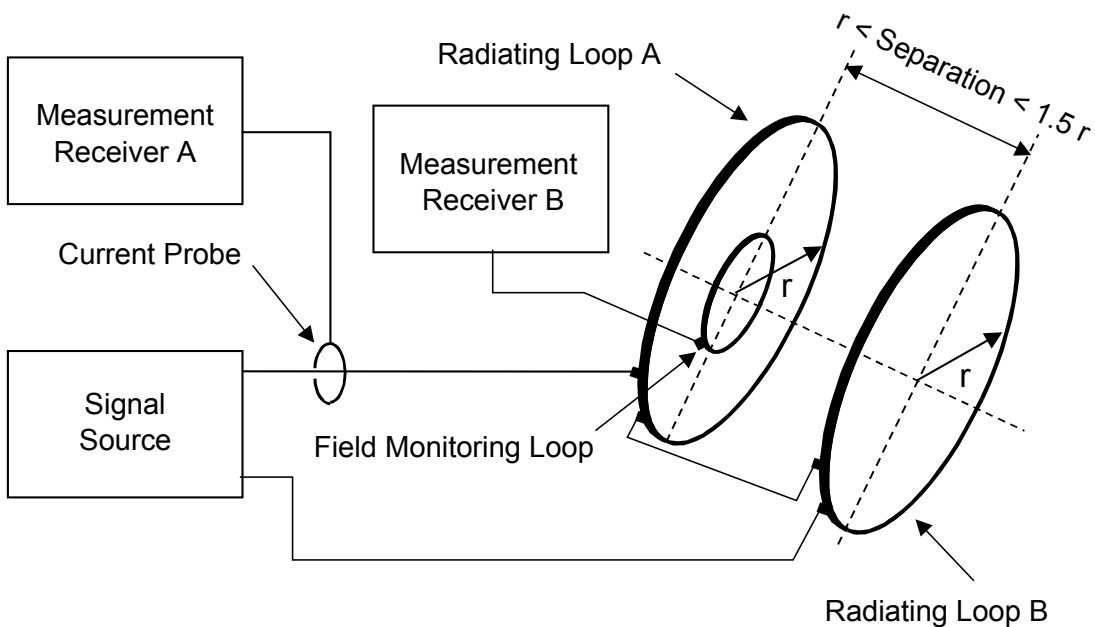 Radiating Loop A
r < Separation < 1.5 r
Measurement
Receiver A
Measurement
Receiver B
Current Probe
r
r
Signal
Source
Field Monitoring Loop
Radiating Loop B